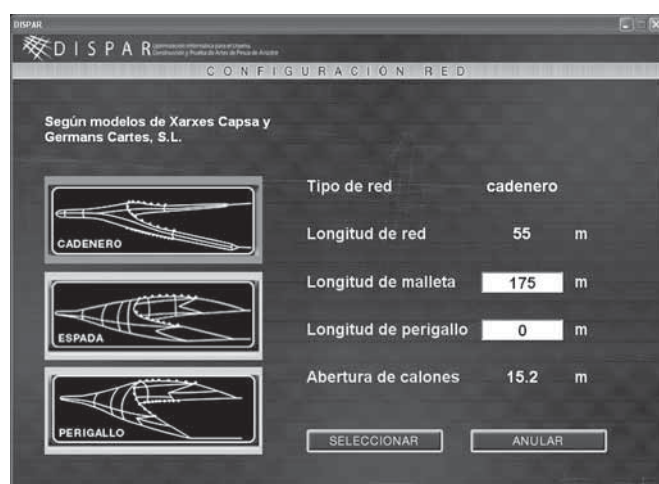 DISPAR
DISPAR
CONFIGURACIÓN RED
Según modelos de Xarxes Capsa y
Germans Cartes, S.L.
CADENERO
ESPADA
PERIGALLO
Tipo de red cadenero
Longitud de red 55 m
Longitud de malleta 175 m
Longitud de perigallo 0 m
Abertura de calones 15.2 m
SELECCIONAR ANULAR